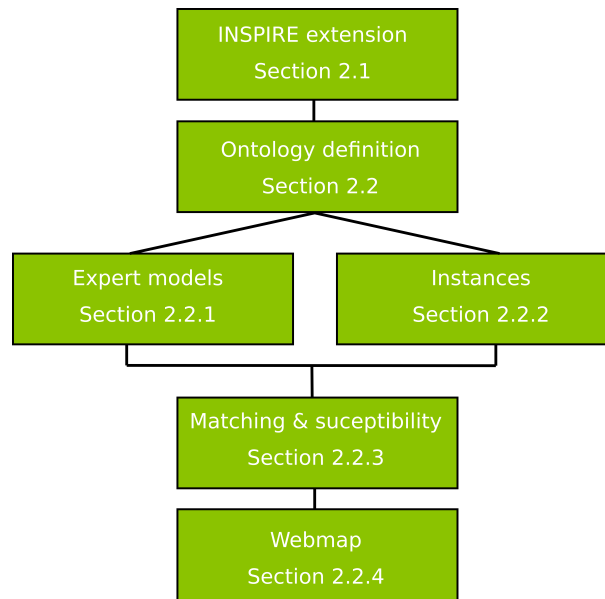 INSPIRE extension
Section 2.1
Ontology definition
Section 2.2
Expert models
Section 2.2.1
Instances
Section 2.2.2
Matching & suceptibility
Section 2.2.3
Webmap
Section 2.2.4